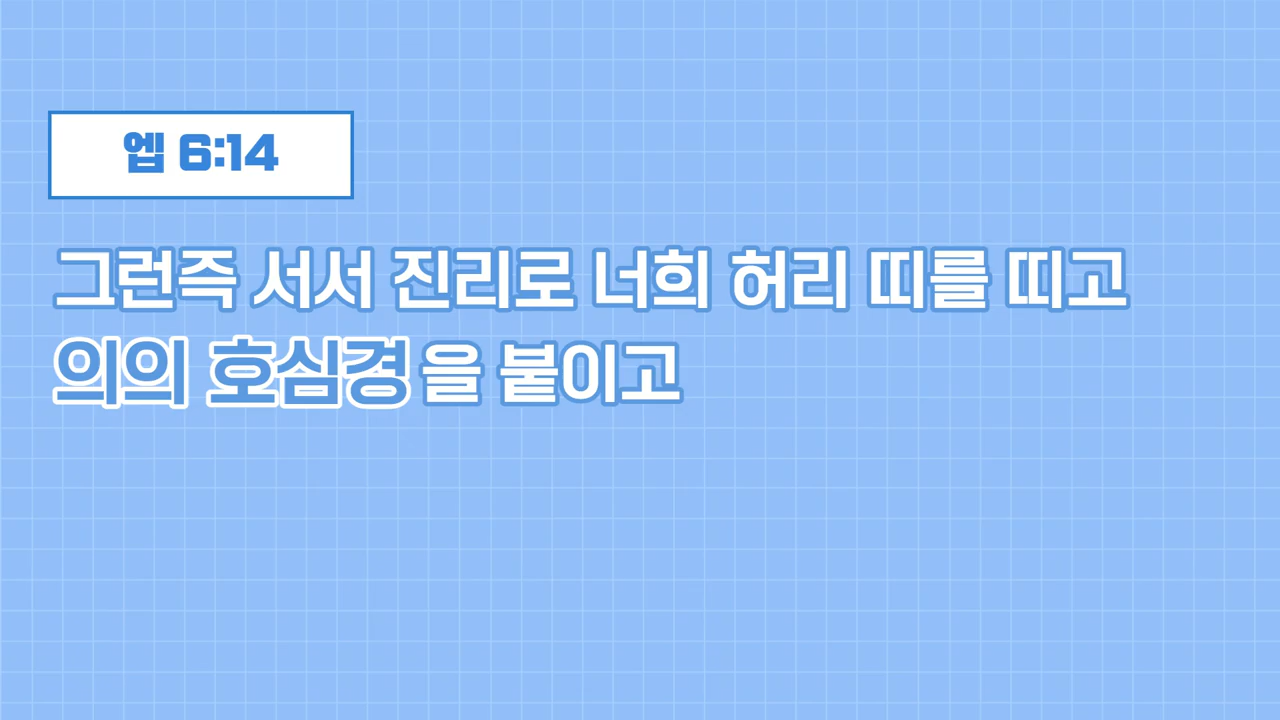 엡 6:14
그런즉 서서 진리로 너희 허리 띠를 띠고
의의 호심경을 붙이고